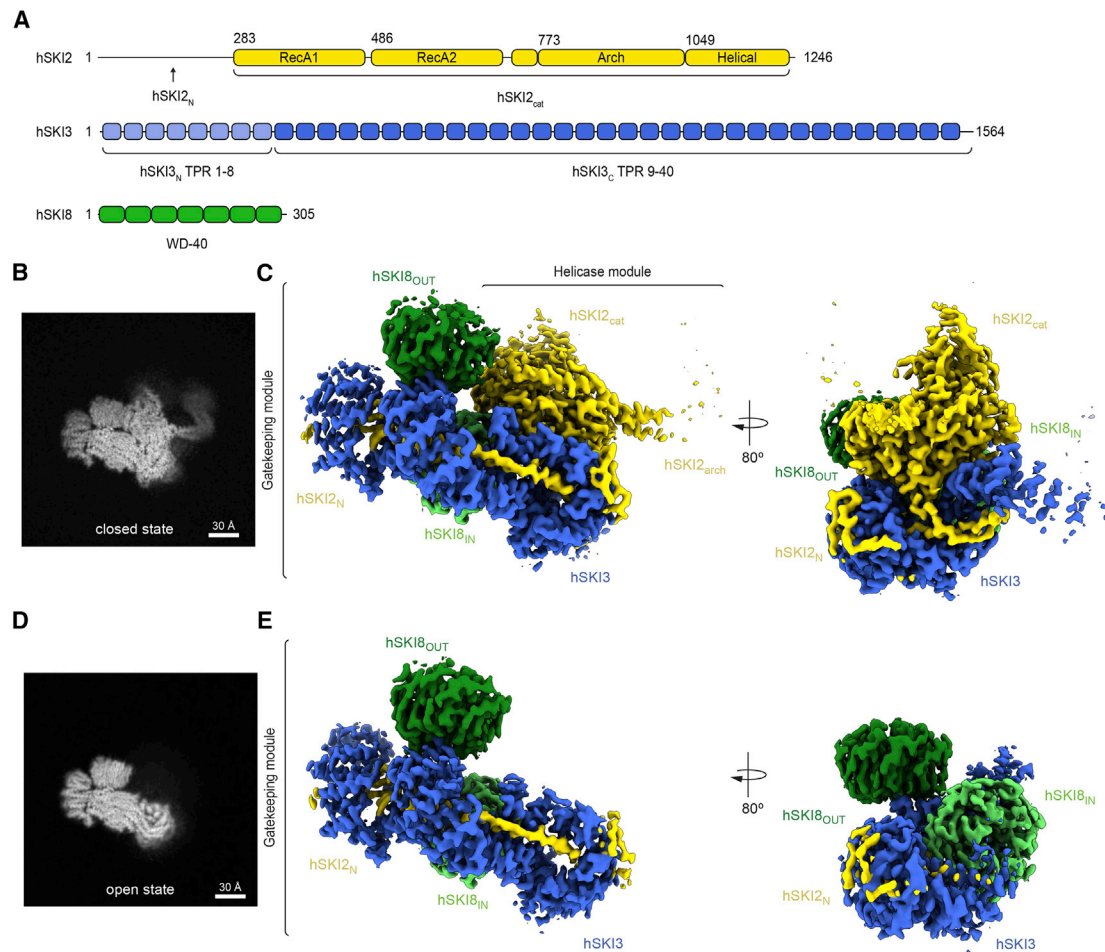 A
283 486 773 1049
hSKI2 1 RecA1 RecA2 Arch Helical 1246
hSKI2N hSKI2cat
hSKI3 1 1564
hSKI3N TPR 1-8 hSKI3C TPR 9-40
hSKI8 1 305
WD-40
B
closed state
30 Å
C
Gatekeeping module
Helicase module
hSKI8OUT
hSKI2cat
hSKI2arch
hSKI2N
hSKI8IN
hSKI3
80º
hSKI2cat
hSKI8IN
hSKI8OUT
hSKI2N
hSKI3
D
open state
30 Å
E
Gatekeeping module
hSKI8OUT
hSKI2N
hSKI8IN
hSKI3
80º
hSKI8IN
hSKI8OUT
hSKI2N
hSKI3